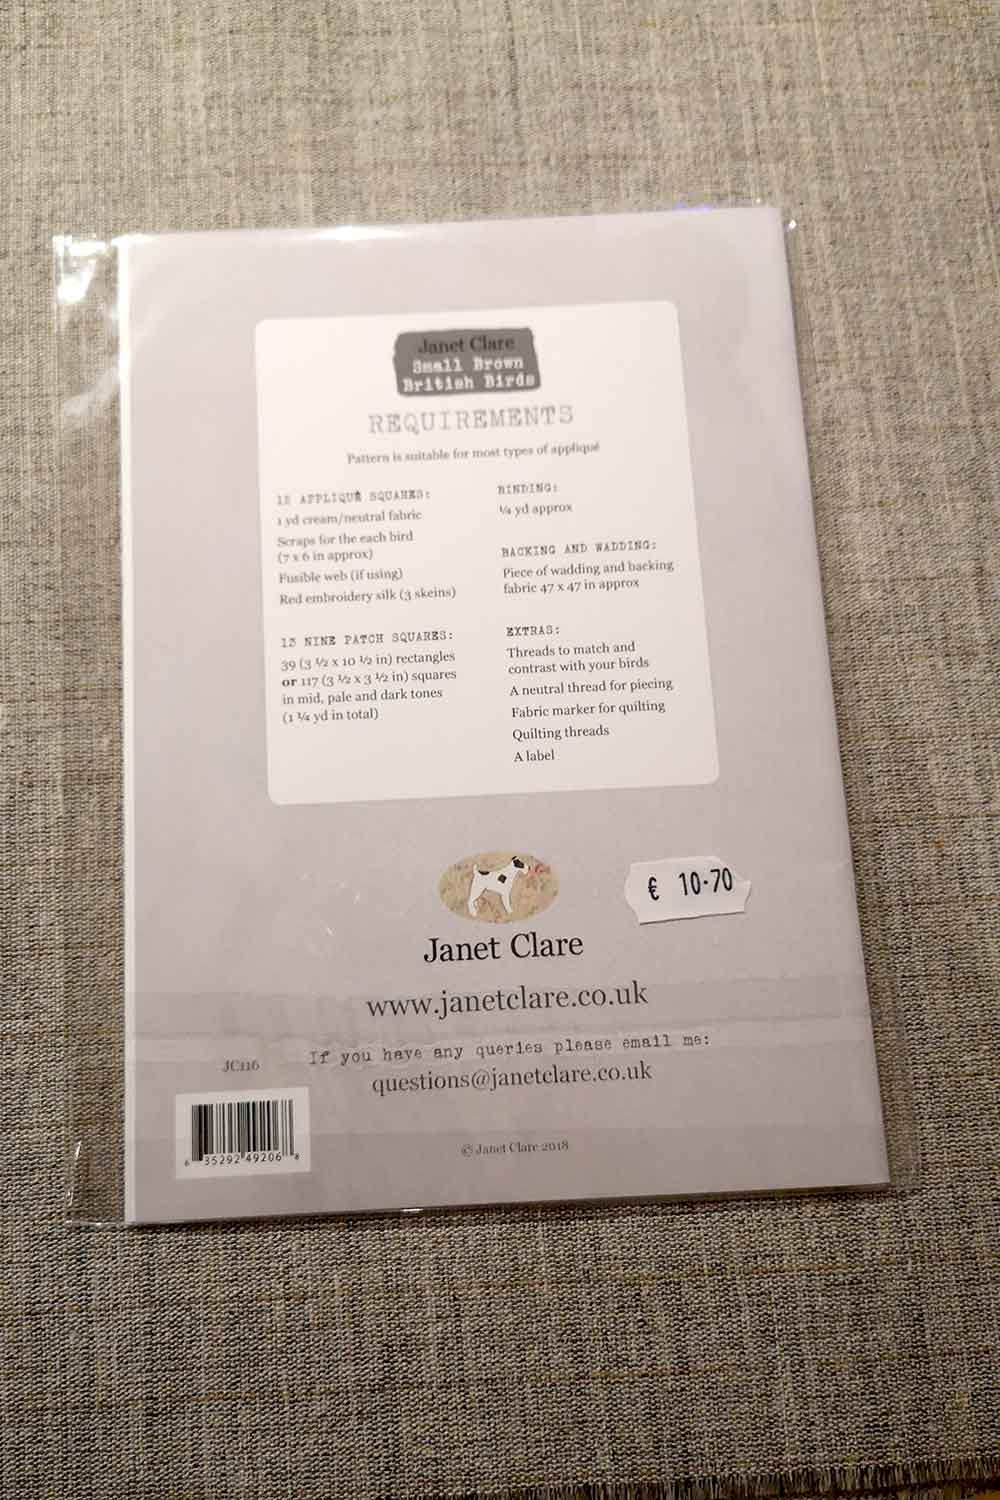 Janet Clare
Small Brown
British Birds
REQUIREMENTS
Pattern is suitable for most types of appliqué
12 APPLIQUÉ SQUARES:
1 yd cream/neutral fabric
Scraps for the each bird
(7 x 6 in approx)
Fusible web (if using)
Red embroidery silk (3 skeins)
13 NINE PATCH SQUARES:
39 (3 ½ x 10 ½ in) rectangles
or 117 (3 ½ x 3 ½ in) squares
in mid, pale and dark tones
(1 ¼ yd in total)
BINDING:
¼ yd approx
BACKING AND WADDING:
Piece of wadding and backing
fabric 47 x 47 in approx
EXTRAS:
Threads to match and
contrast with your birds
A neutral thread for piecing
Fabric marker for quilting
Quilting threads
A label
€ 10·70
Janet Clare
www.janetclare.co.uk
If you have any queries please email me:
questions@janetclare.co.uk
JC116
6 35292 49206 8
© Janet Clare 2018